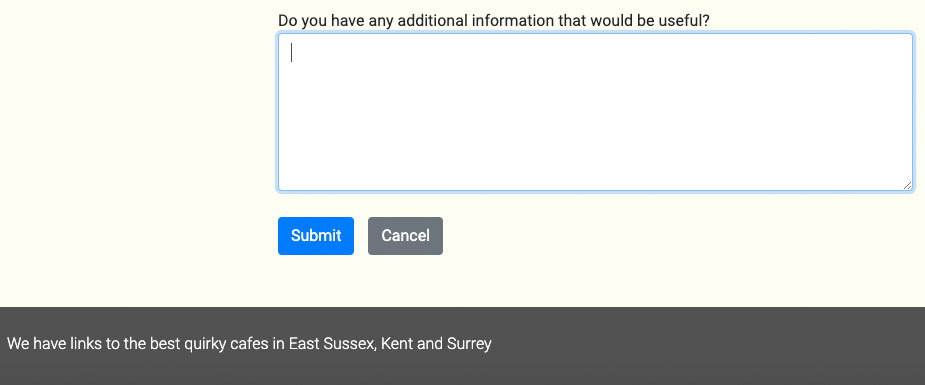 Do you have any additional information that would be useful?
Submit Cancel
We have links to the best quirky cafes in East Sussex, Kent and Surrey